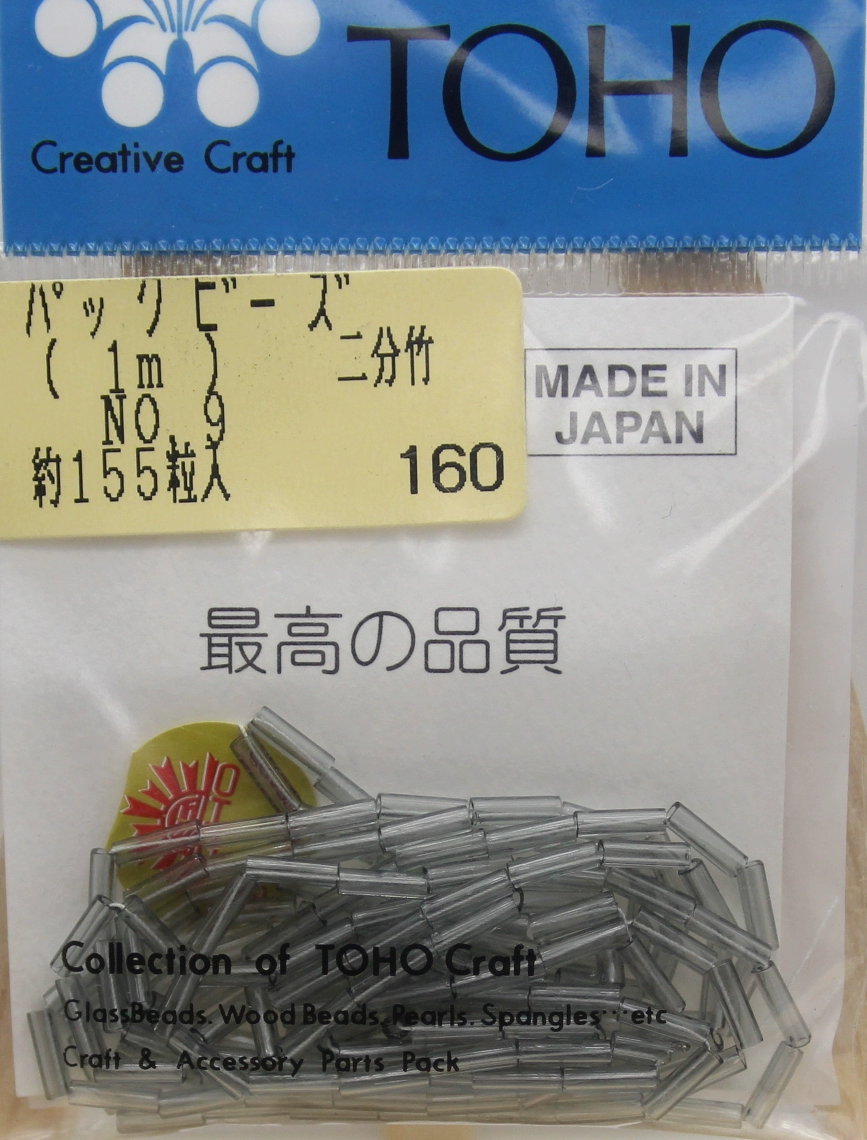 TOHO
Creative Craft
パックビーズ
(1m) 二分竹
NO. 9
約155粒入 160
MADE IN
JAPAN
最高の品質
Collection of TOHO Craft
GlassBeads. Wood Beads. Pearls. Spangles…etc
Craft & Accessory Parts Pack